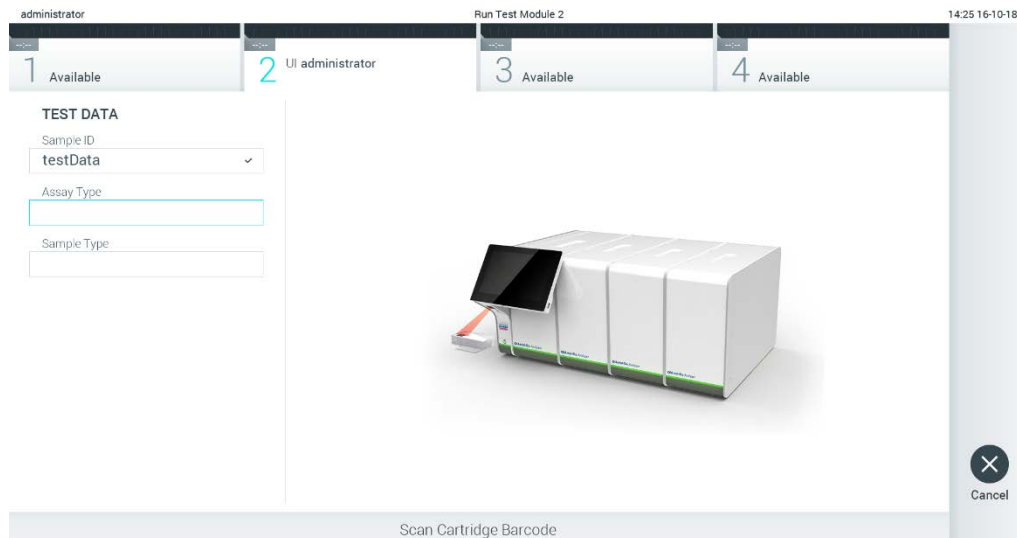 administrator Run Test Module 2 14:25 16-10-18
--:-- --:-- --:-- --:--
1 Available 2 UI administrator 3 Available 4 Available
TEST DATA
Sample ID
testData
Assay Type
Sample Type
Cancel
Scan Cartridge Barcode